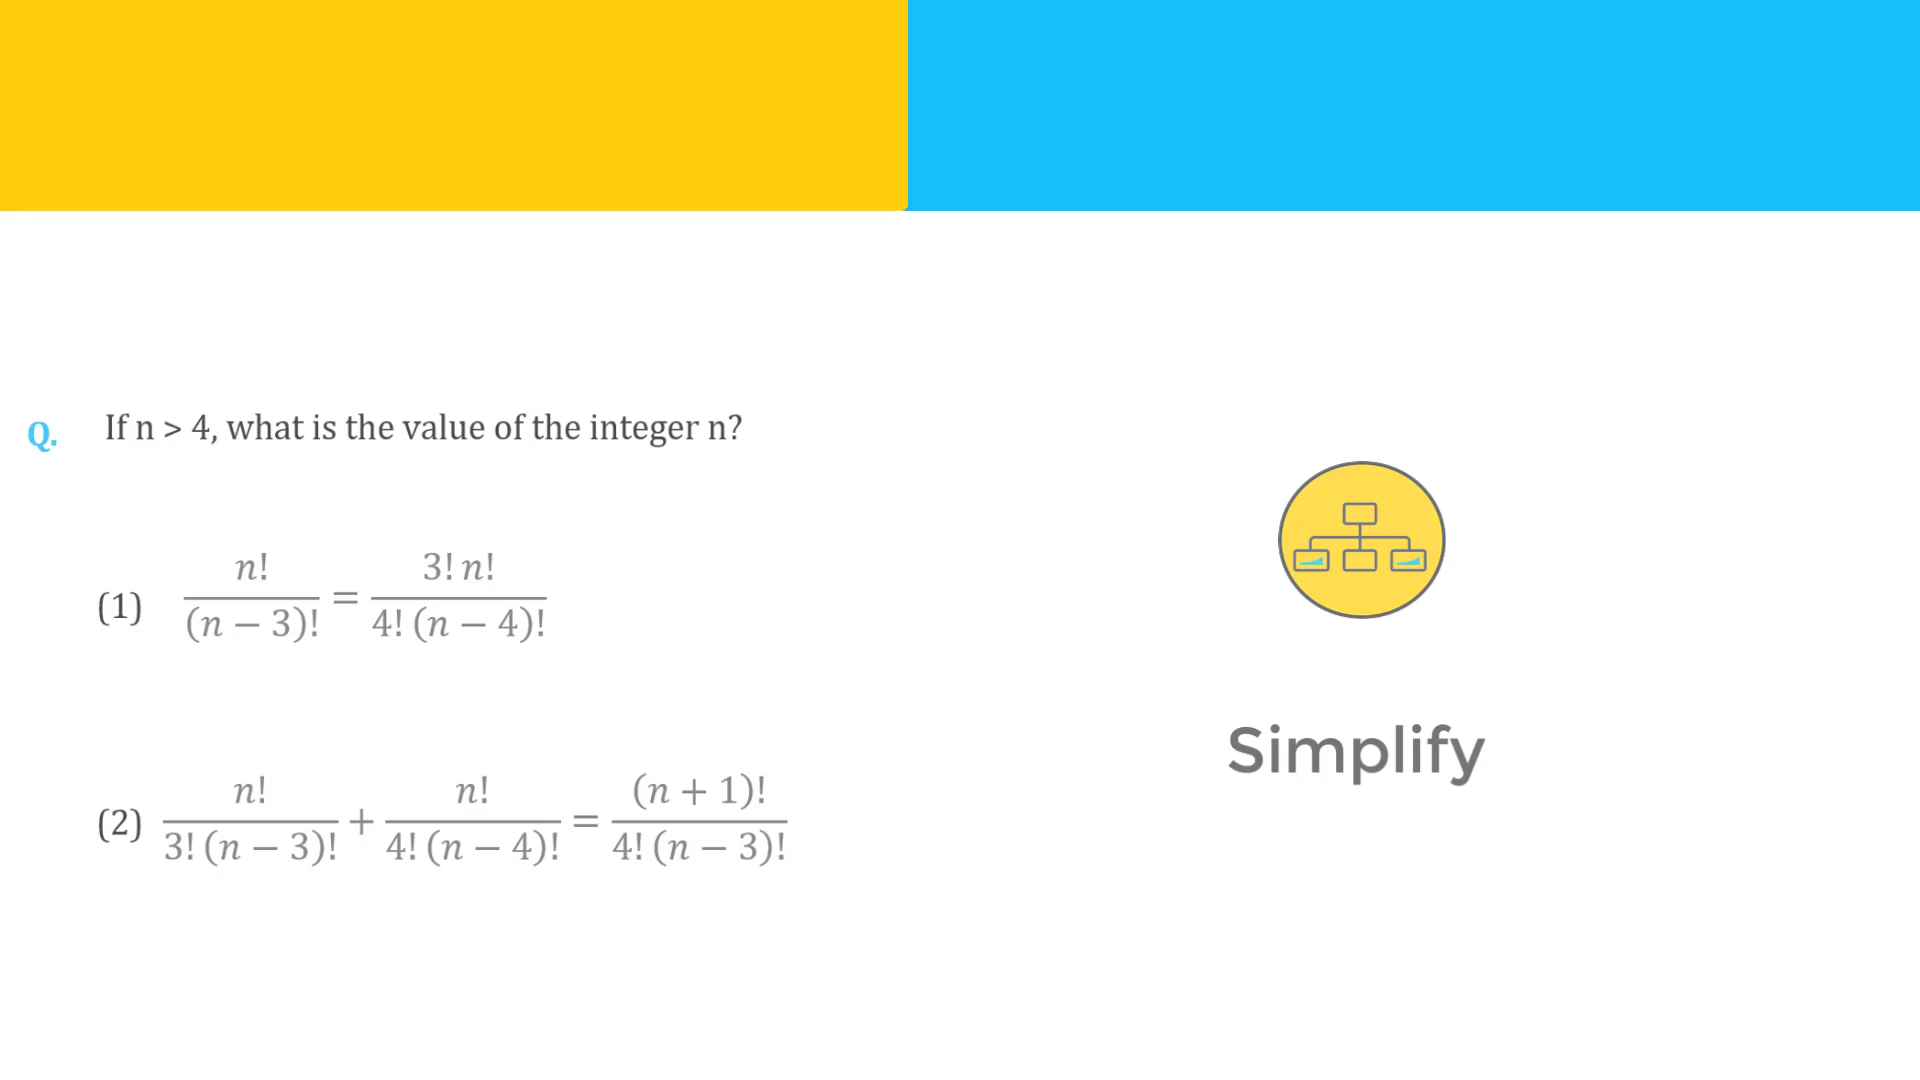 Q. If n > 4, what is the value of the integer n?
(1) n!/(n − 3)! = 3! n!/4! (n − 4)!
(2) n!/3! (n − 3)! + n!/4! (n − 4)! = (n + 1)!/4! (n − 3)!
Simplify